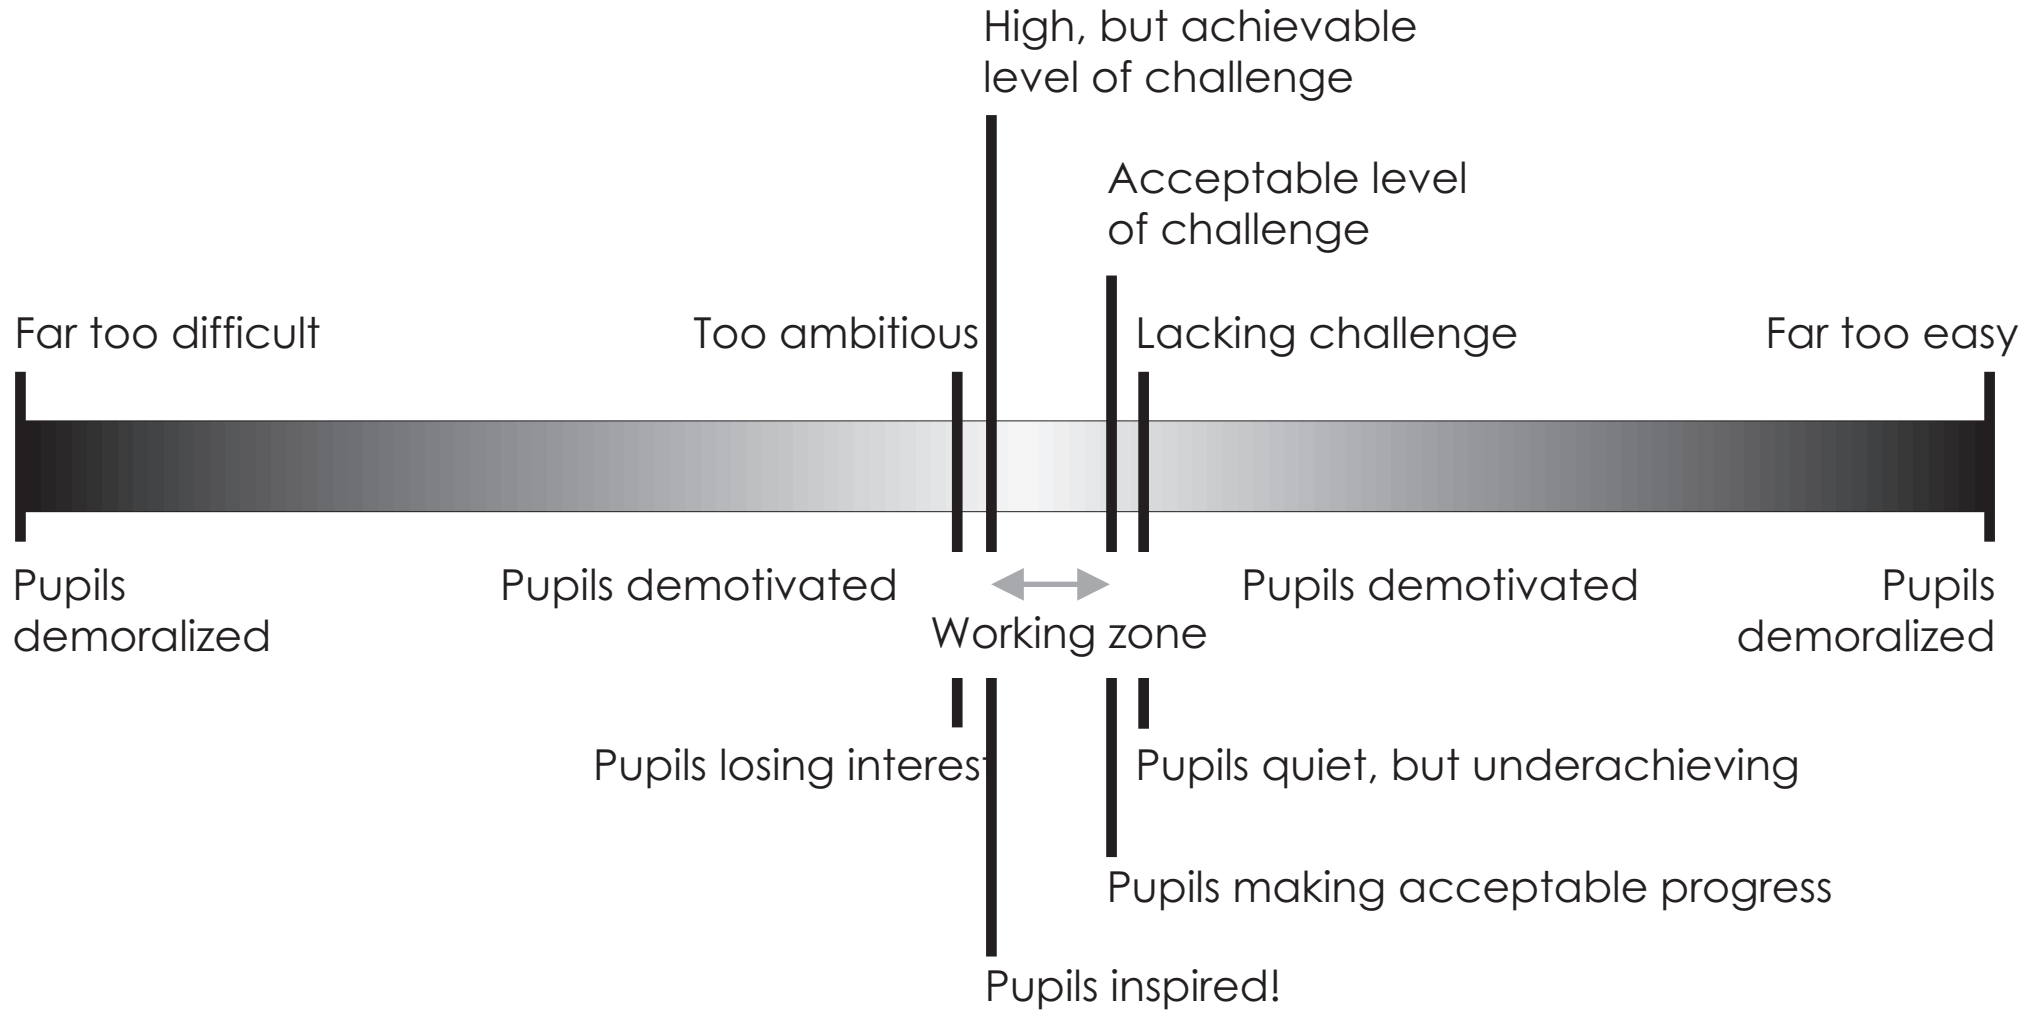 High, but achievable
level of challenge
Acceptable level
of challenge
Far too difficult
Too ambitious
Lacking challenge
Far too easy
Pupils
demoralized
Pupils demotivated
Working zone
Pupils demotivated
Pupils
demoralized
Pupils losing interest
Pupils quiet, but underachieving
Pupils making acceptable progress
Pupils inspired!